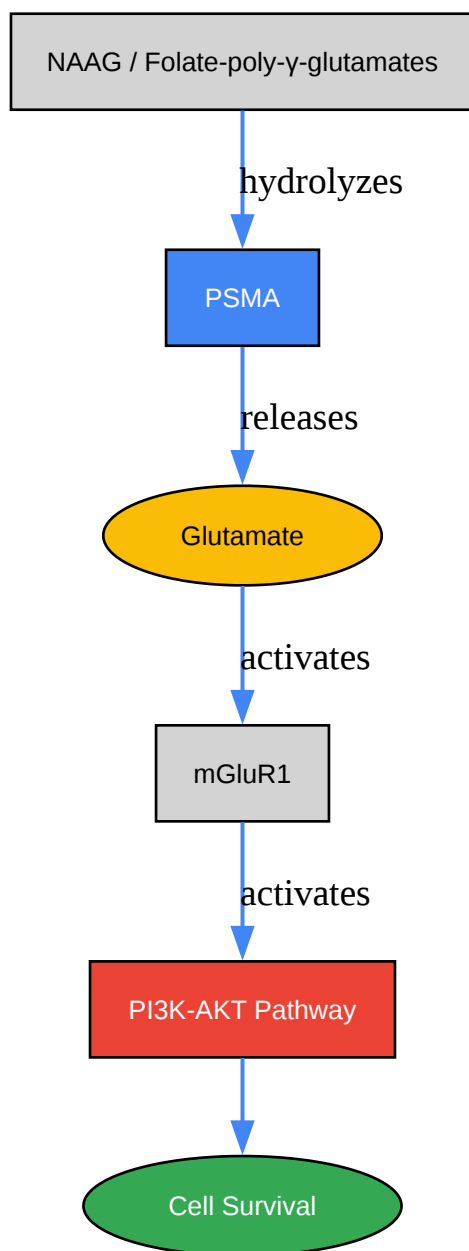 NAAG / Folate-poly-γ-glutamates
hydrolyzes
PSMA
releases
Glutamate
activates
mGluR1
activates
PI3K-AKT Pathway
Cell Survival